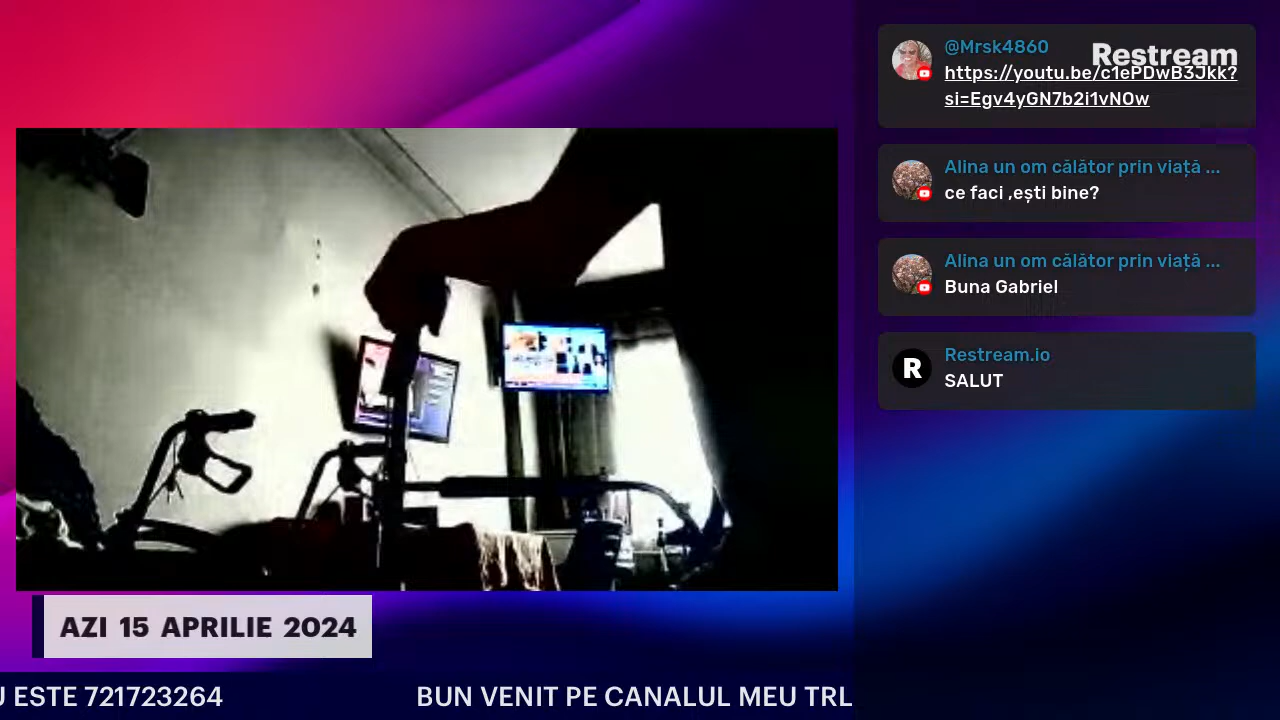 @Mrsk4860
Restream
https://youtu.be/c1ePDwB3Jkk?
si=Egv4yGN7b2i1vNOw
Alina un om călător prin viață ...
ce faci ,ești bine?
Alina un om călător prin viață ...
Buna Gabriel
R
Restream.io
SALUT
AZI 15 APRILIE 2024
ESTE 721723264
BUN VENIT PE CANALUL MEU TRL